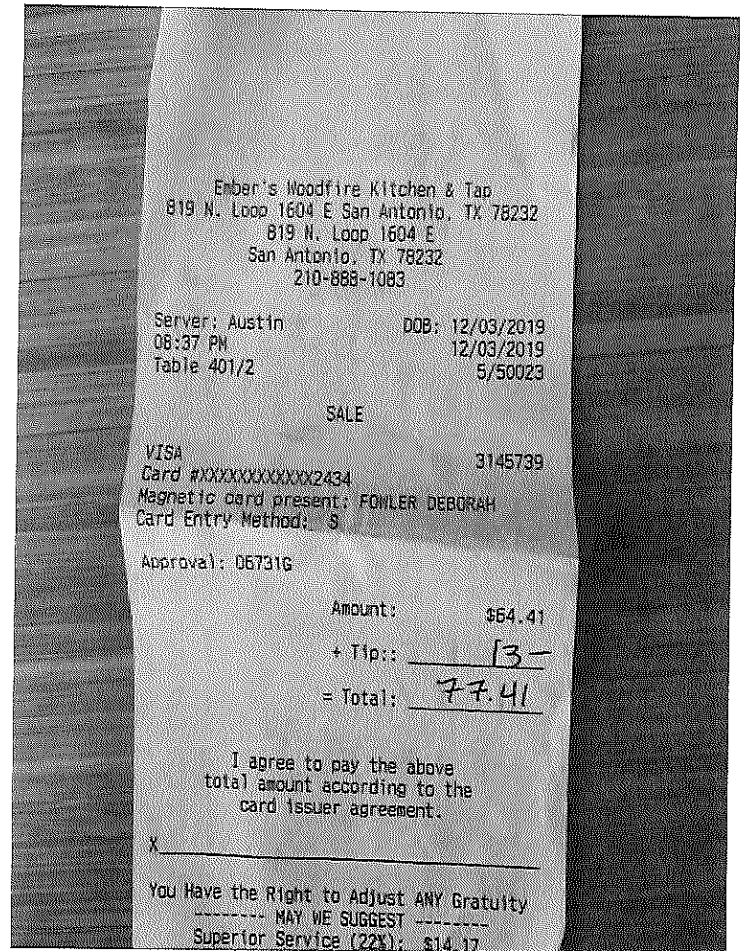 Ember's Woodfire Kitchen & Tap
819 N. Loop 1604 E San Antonio, TX 78232
819 N. Loop 1604 E
San Antonio, TX 78232
210-888-1083
Server: Austin DOB: 12/03/2019
08:37 PM 12/03/2019
Table 401/2 5/50023
SALE
VISA 3145739
Card #XXXXXXXXXXXX2434
Magnetic card present: FOWLER DEBORAH
Card Entry Method: S
Approval: 06731G
Amount: $64.41
+ Tip:: 13-
= Total: 77.41
I agree to pay the above
total amount according to the
card issuer agreement.
X
You Have the Right to Adjust ANY Gratuity
-------- MAY WE SUGGEST --------
Superior Service (22%): $14.17